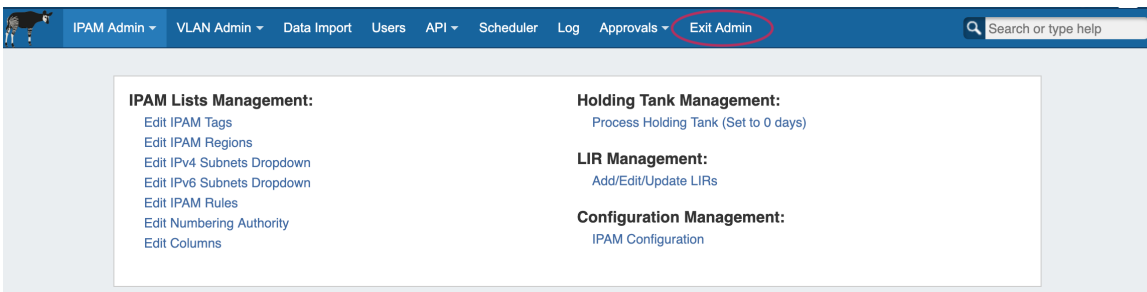 IPAM Admin VLAN Admin Data Import Users API Scheduler Log Approvals Exit Admin Search or type help
IPAM Lists Management:
Edit IPAM Tags
Edit IPAM Regions
Edit IPv4 Subnets Dropdown
Edit IPv6 Subnets Dropdown
Edit IPAM Rules
Edit Numbering Authority
Edit Columns
Holding Tank Management:
Process Holding Tank (Set to 0 days)
LIR Management:
Add/Edit/Update LIRs
Configuration Management:
IPAM Configuration